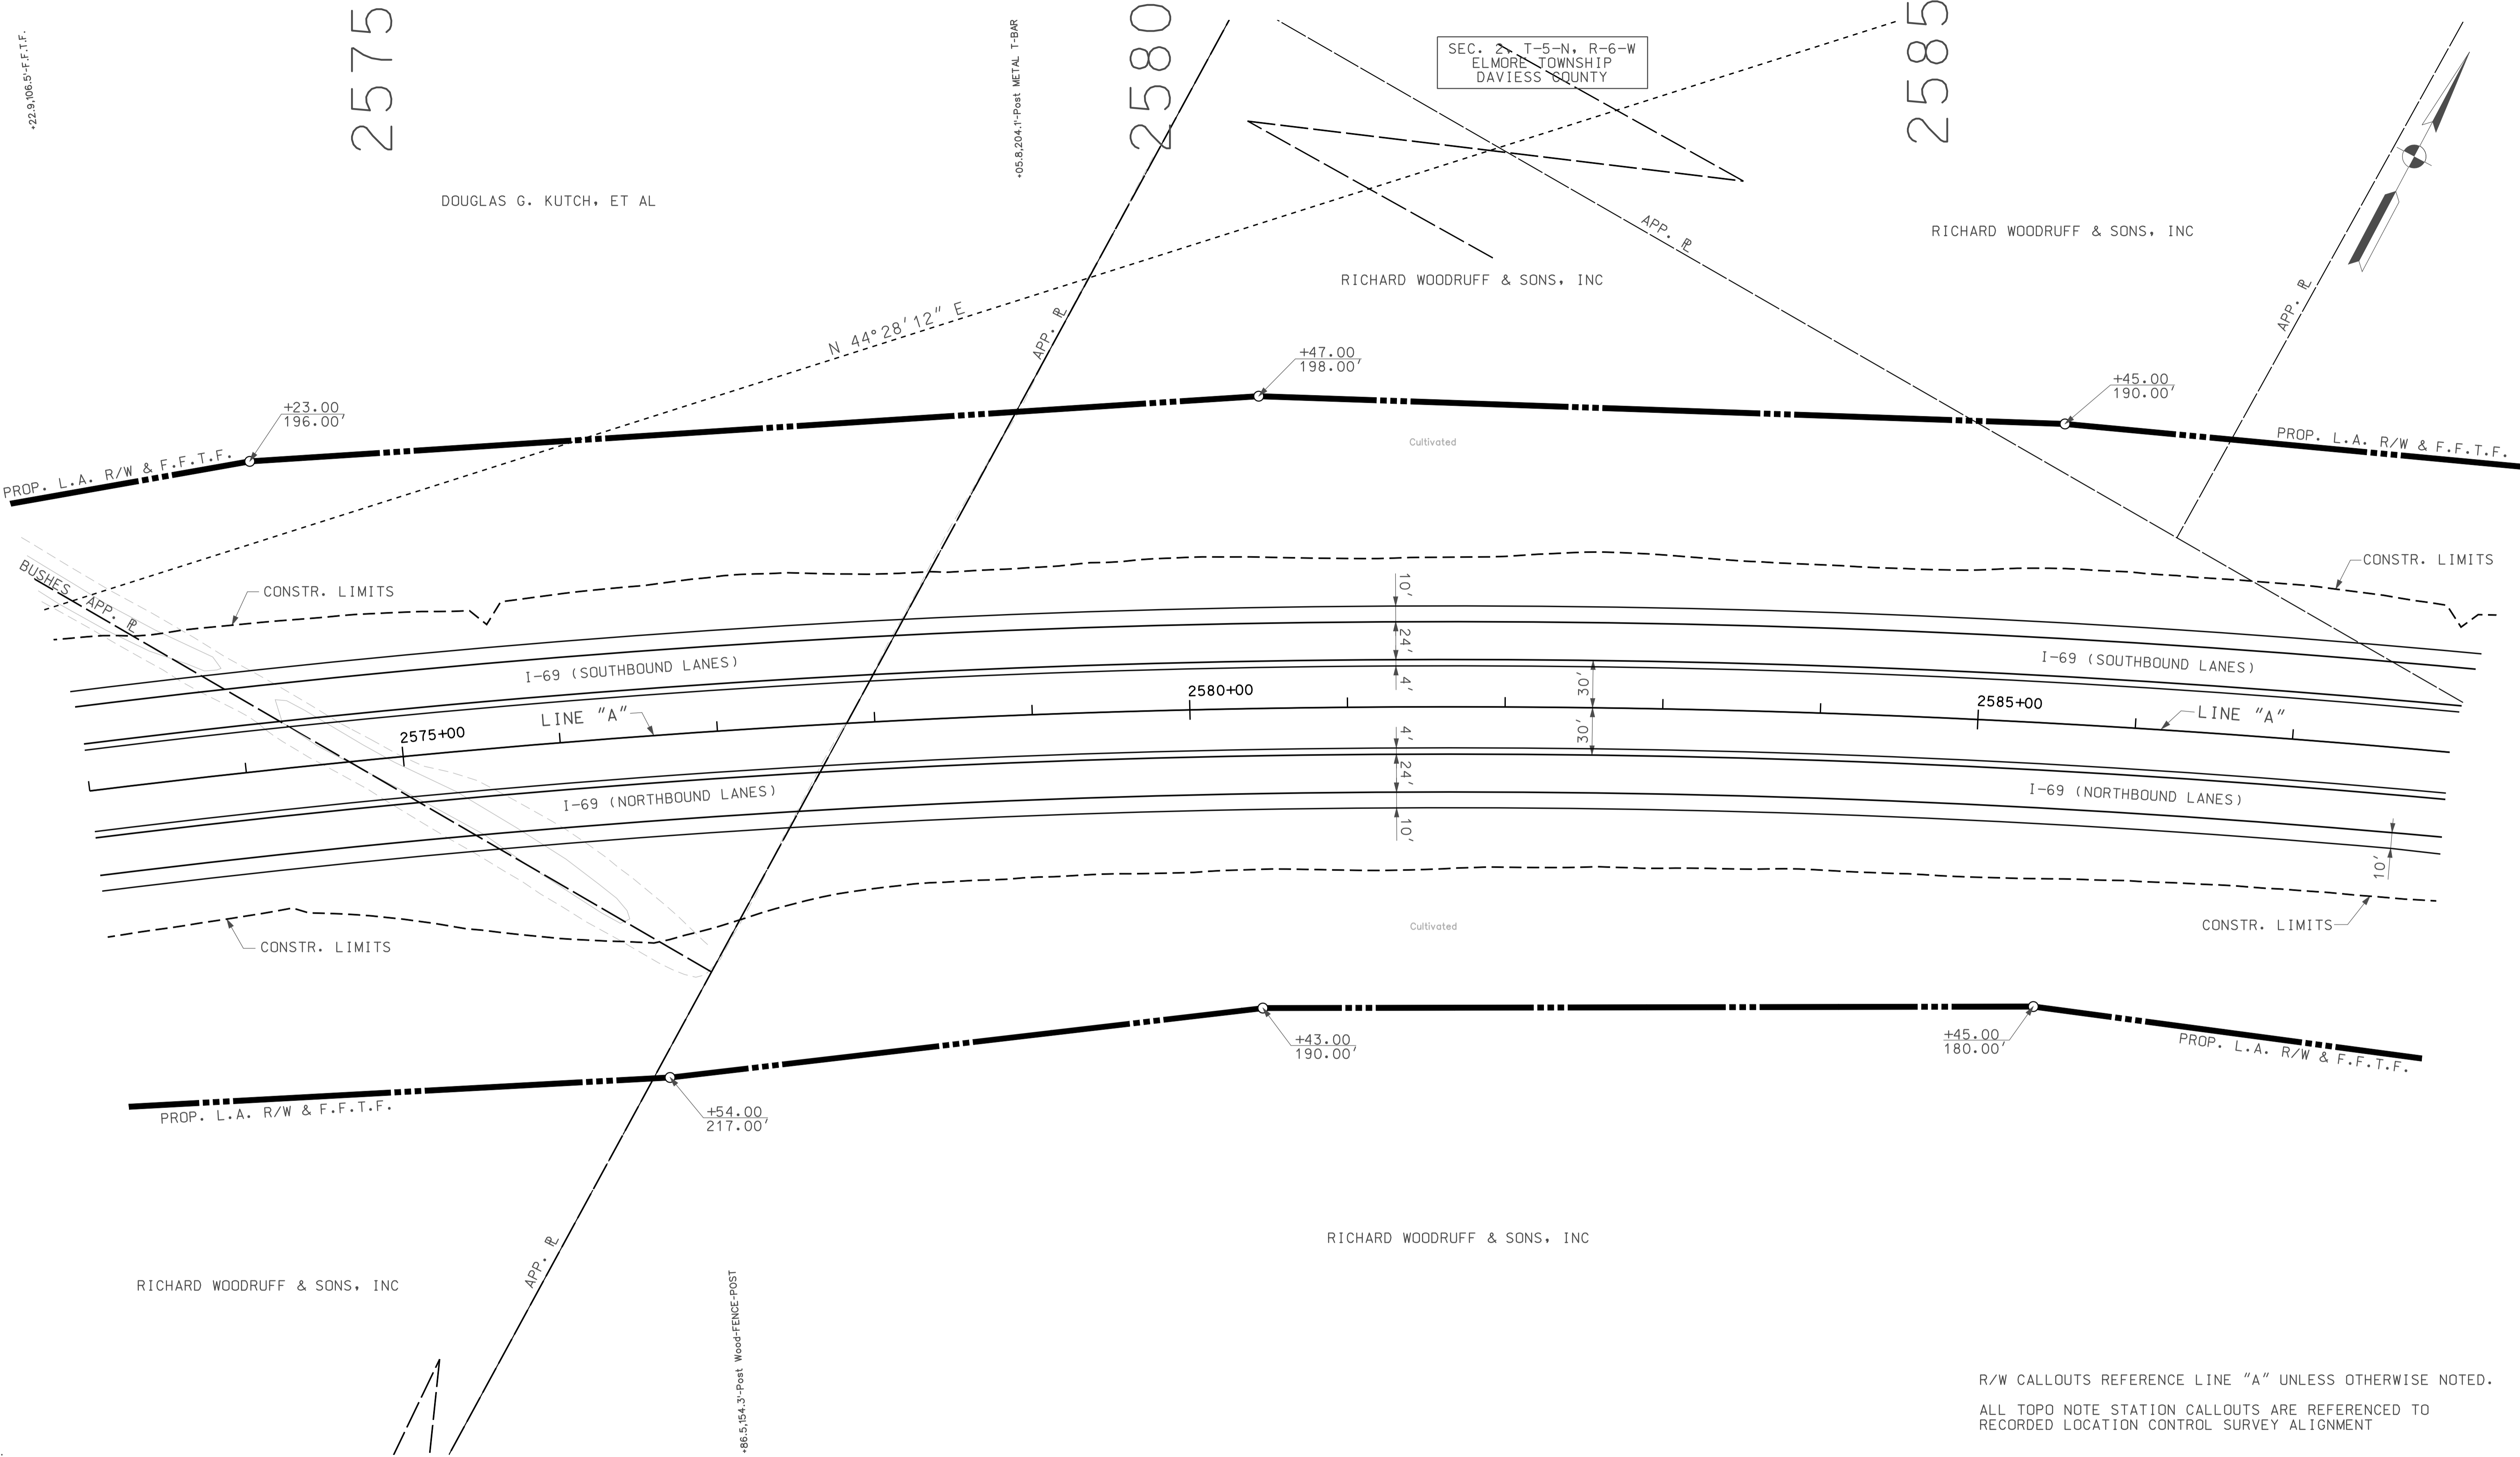 +22.9,106.5'-F.F.T.F.
2575
+05.8,204.1'-Post METAL T-BAR
2580
SEC. 2, T-5-N, R-6-W
ELMORE TOWNSHIP
DAVIESS COUNTY
2585
DOUGLAS G. KUTCH, ET AL
APP. PL
RICHARD WOODRUFF & SONS, INC
RICHARD WOODRUFF & SONS, INC
APP. PL
N 44°28'12" E
APP. PL
+47.00
198.00'
+45.00
190.00'
+23.00
196.00'
PROP. L.A. R/W & F.F.T.F.
Cultivated
PROP. L.A. R/W & F.F.T.F.
BUSHES
APP. PL
CONSTR. LIMITS
CONSTR. LIMITS
10'
24'
4'
I-69 (SOUTHBOUND LANES)
I-69 (SOUTHBOUND LANES)
30'
2575+00
LINE "A"
2580+00
2585+00
LINE "A"
30'
4'
24'
10'
I-69 (NORTHBOUND LANES)
I-69 (NORTHBOUND LANES)
10'
CONSTR. LIMITS
Cultivated
CONSTR. LIMITS
+43.00
190.00'
+45.00
180.00'
PROP. L.A. R/W & F.F.T.F.
PROP. L.A. R/W & F.F.T.F.
+54.00
217.00'
RICHARD WOODRUFF & SONS, INC
APP. PL
RICHARD WOODRUFF & SONS, INC
+86.5,154.3'-Post Wood-FENCE-POST
R/W CALLOUTS REFERENCE LINE "A" UNLESS OTHERWISE NOTED.
ALL TOPO NOTE STATION CALLOUTS ARE REFERENCED TO
RECORDED LOCATION CONTROL SURVEY ALIGNMENT